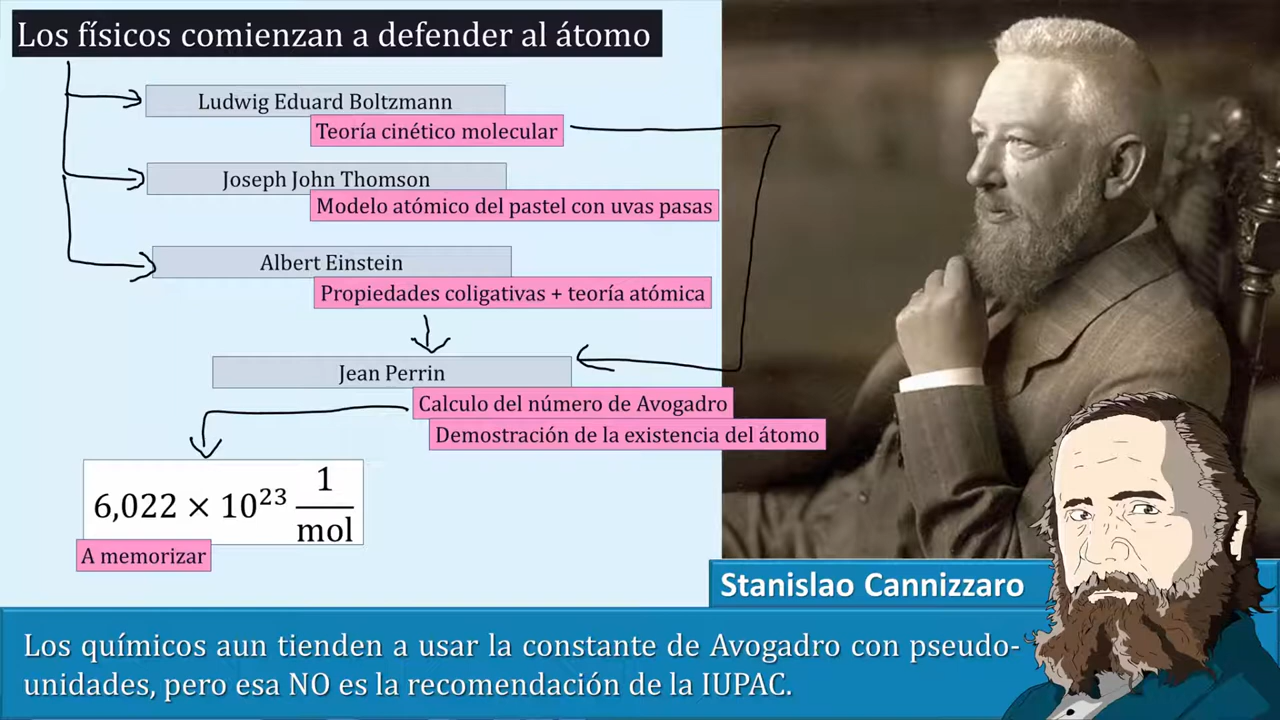 Los físicos comienzan a defender al átomo
Ludwig Eduard Boltzmann
Teoría cinético molecular
Joseph John Thomson
Modelo atómico del pastel con uvas pasas
Albert Einstein
Propiedades coligativas + teoría atómica
Jean Perrin
Calculo del número de Avogadro
Demostración de la existencia del átomo
6,022 × 10²³ 1/mol
A memorizar
Stanislao Cannizzaro
Los químicos aun tienden a usar la constante de Avogadro con pseudo-
unidades, pero esa NO es la recomendación de la IUPAC.